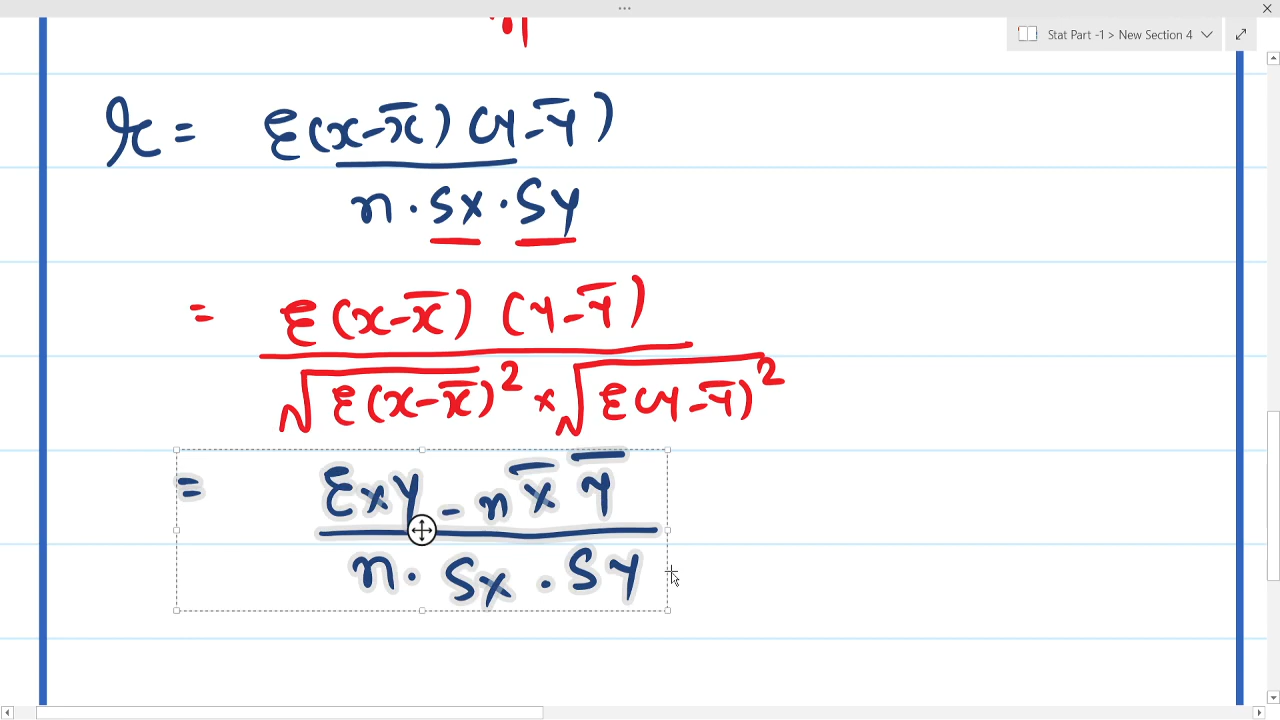 Stat Part -1 > New Section 4
r = Σ(x-x̅) (y-y̅)
n · Sx · Sy
= Σ(x-x̅) (y-y̅)
√Σ(x-x̅)² × √Σ(y-y̅)²
= Σxy - n x̅ y̅
n · Sx · Sy